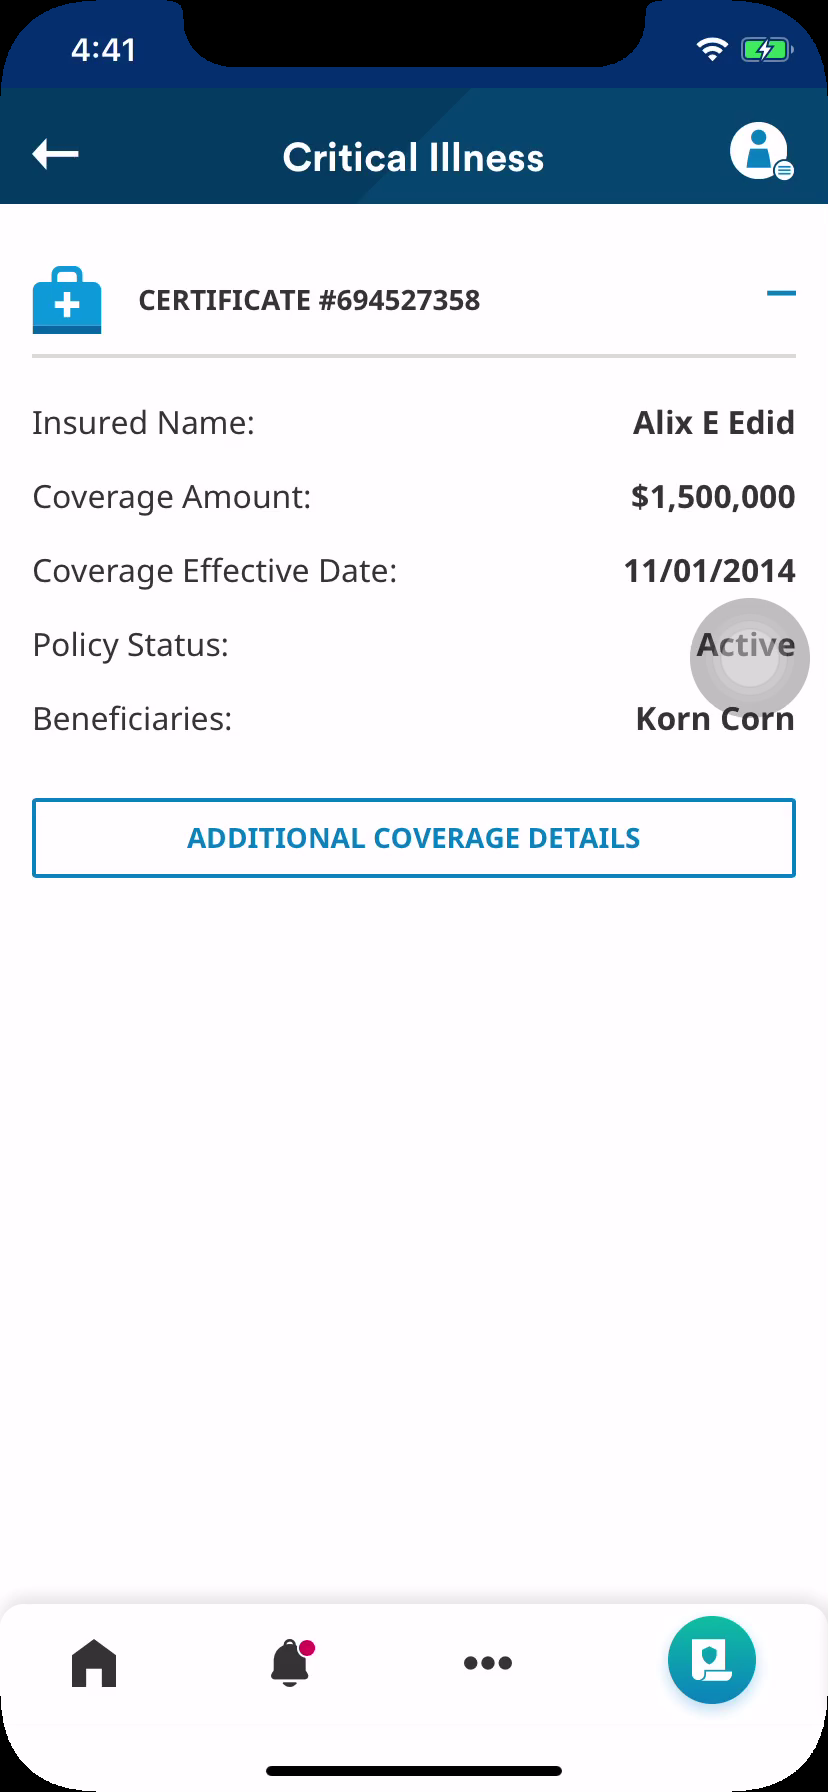 4:41
Critical Illness
CERTIFICATE #694527358
Insured Name: Alix E Edid
Coverage Amount: $1,500,000
Coverage Effective Date: 11/01/2014
Policy Status: Active
Beneficiaries: Korn Corn
ADDITIONAL COVERAGE DETAILS